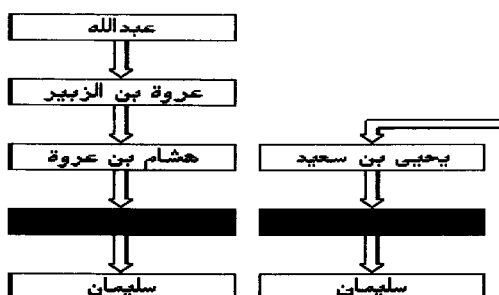 عبدالله
عروة بن الزبير
هشام بن عروة
يحيى بن سعيد
سليمان
سليمان